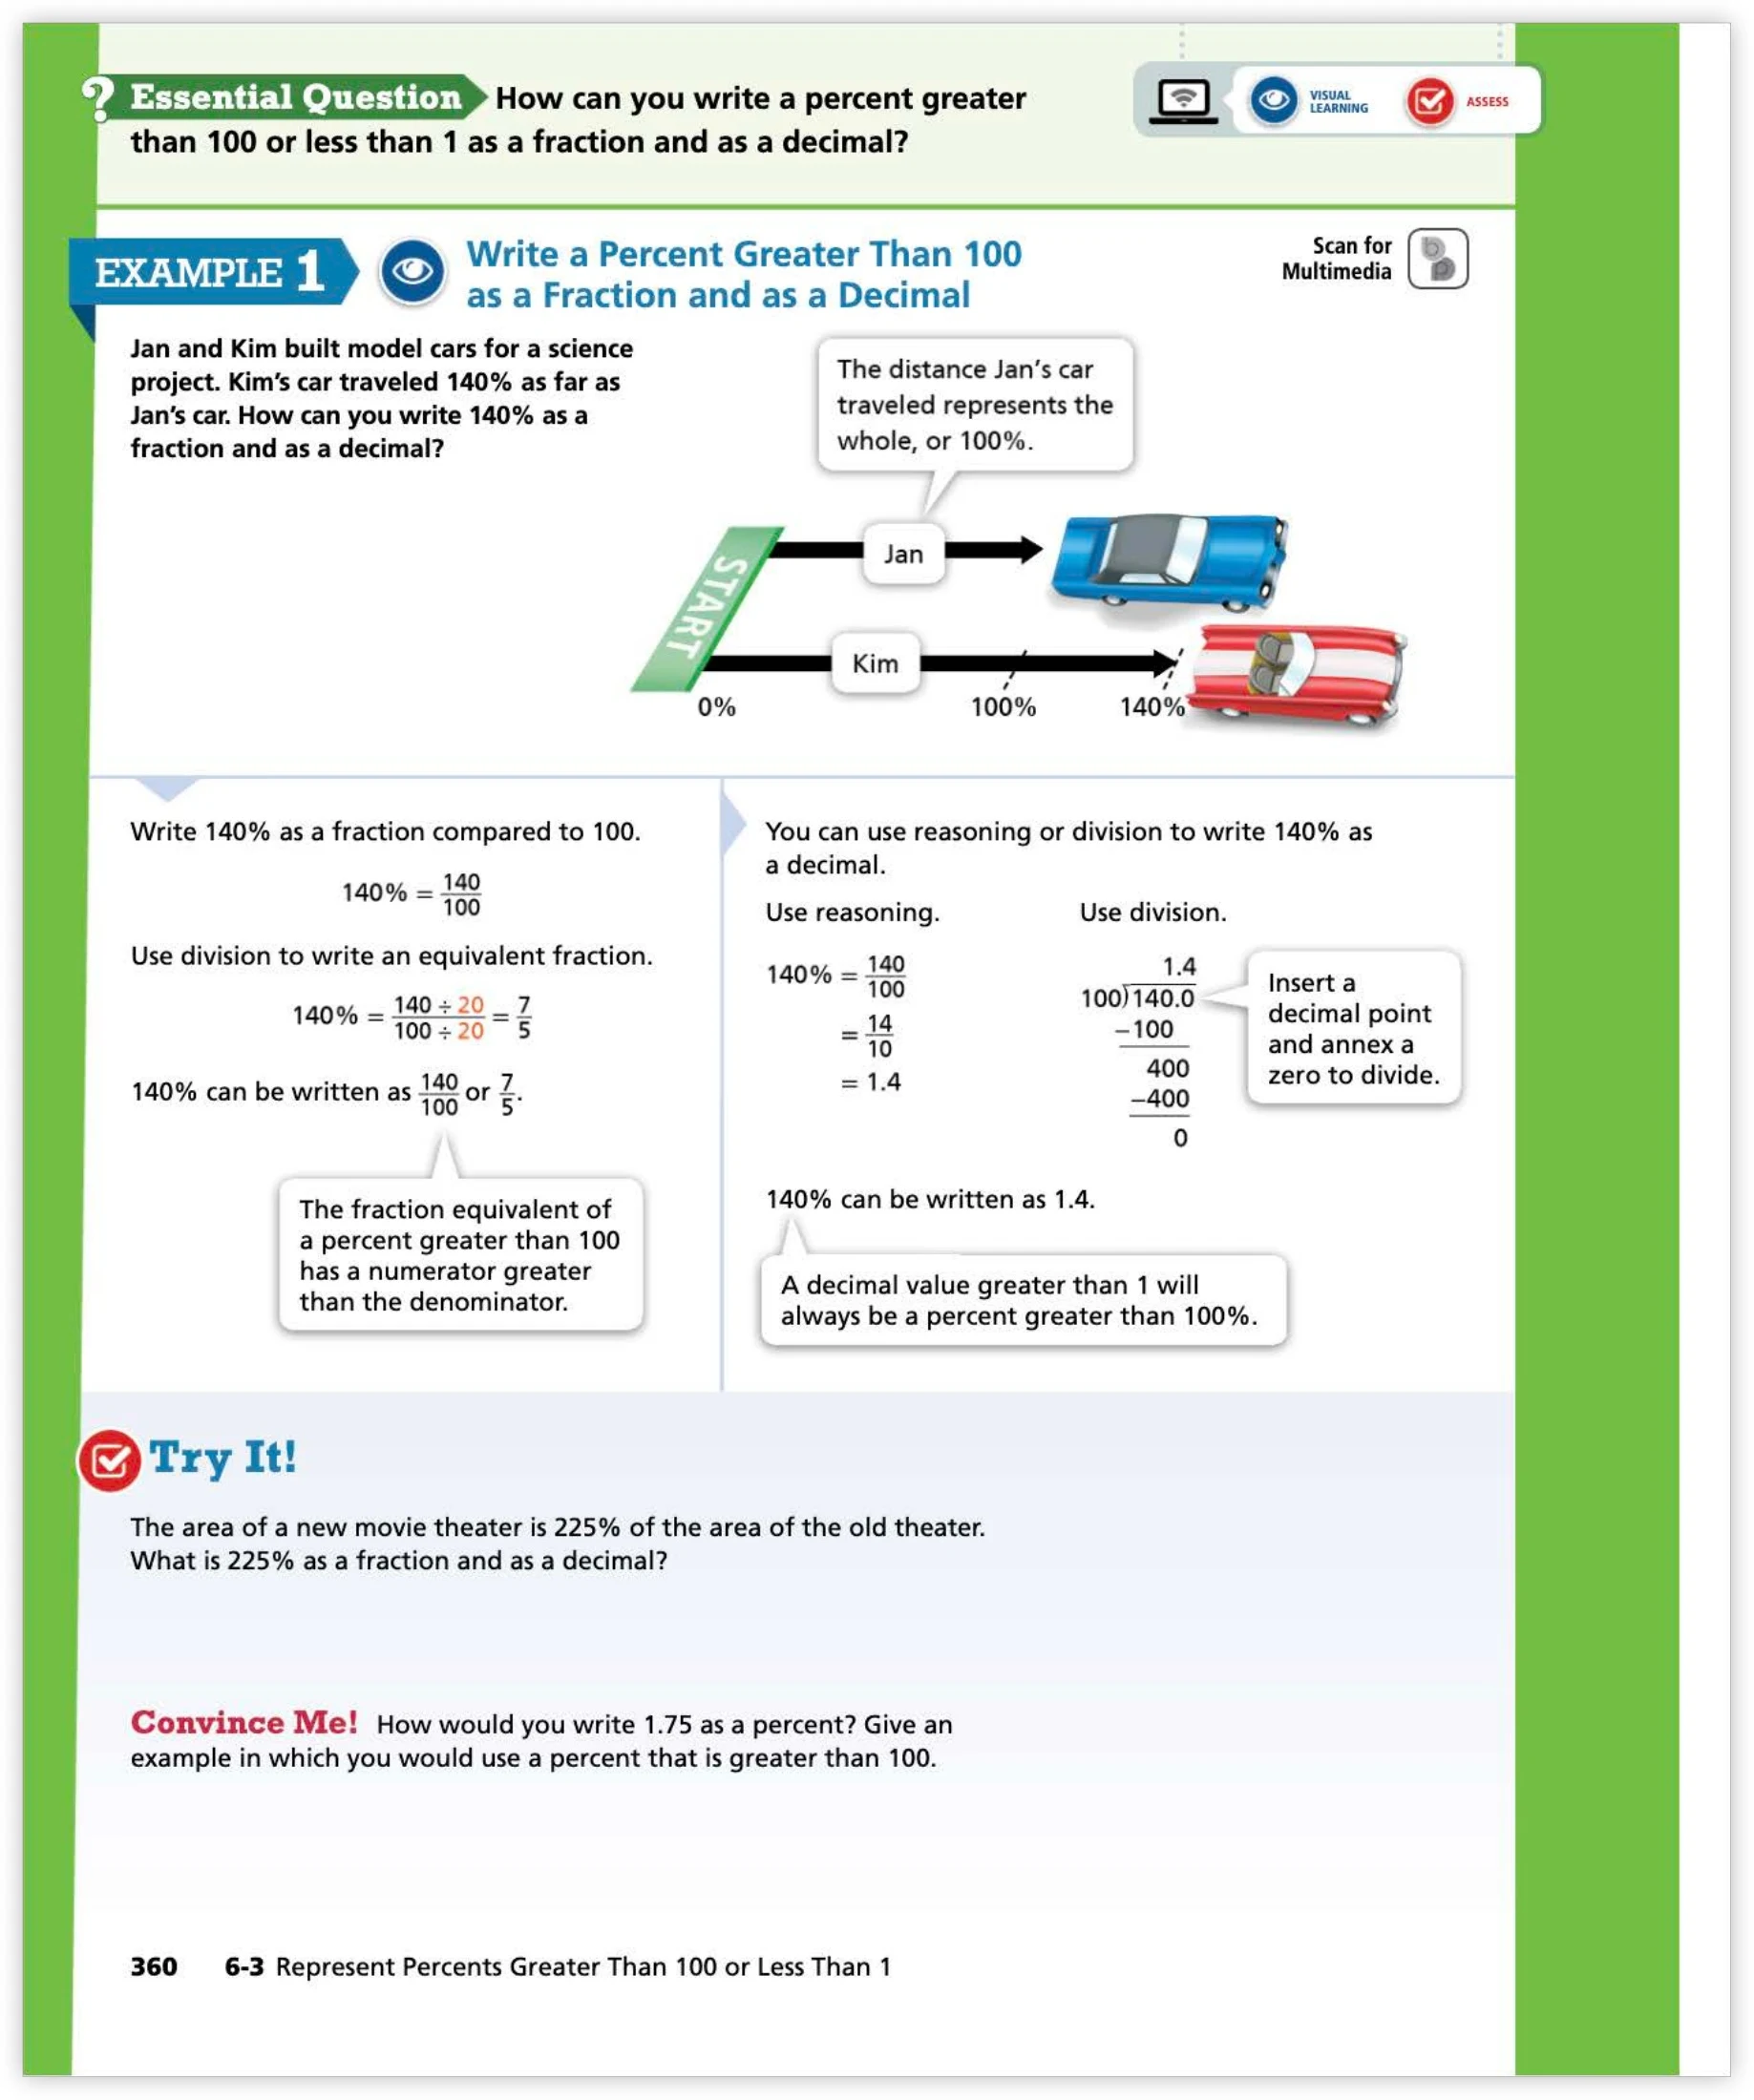 ? Essential Question How can you write a percent greater
than 100 or less than 1 as a fraction and as a decimal?
VISUAL
LEARNING
ASSESS
EXAMPLE 1
Write a Percent Greater Than 100
as a Fraction and as a Decimal
Scan for
Multimedia
Jan and Kim built model cars for a science
project. Kim's car traveled 140% as far as
Jan's car. How can you write 140% as a
fraction and as a decimal?
The distance Jan's car
traveled represents the
whole, or 100%.
START
Jan
Kim
0% 100% 140%
Write 140% as a fraction compared to 100.
140% = 140/100
Use division to write an equivalent fraction.
140% = 140 ÷ 20/100 ÷ 20 = 7/5
140% can be written as 140/100 or 7/5.
The fraction equivalent of
a percent greater than 100
has a numerator greater
than the denominator.
You can use reasoning or division to write 140% as
a decimal.
Use reasoning.
140% = 140/100
= 14/10
= 1.4
Use division.
1.4
100)140.0
−100
400
−400
0
Insert a
decimal point
and annex a
zero to divide.
140% can be written as 1.4.
A decimal value greater than 1 will
always be a percent greater than 100%.
Try It!
The area of a new movie theater is 225% of the area of the old theater.
What is 225% as a fraction and as a decimal?
Convince Me! How would you write 1.75 as a percent? Give an
example in which you would use a percent that is greater than 100.
360 6-3 Represent Percents Greater Than 100 or Less Than 1